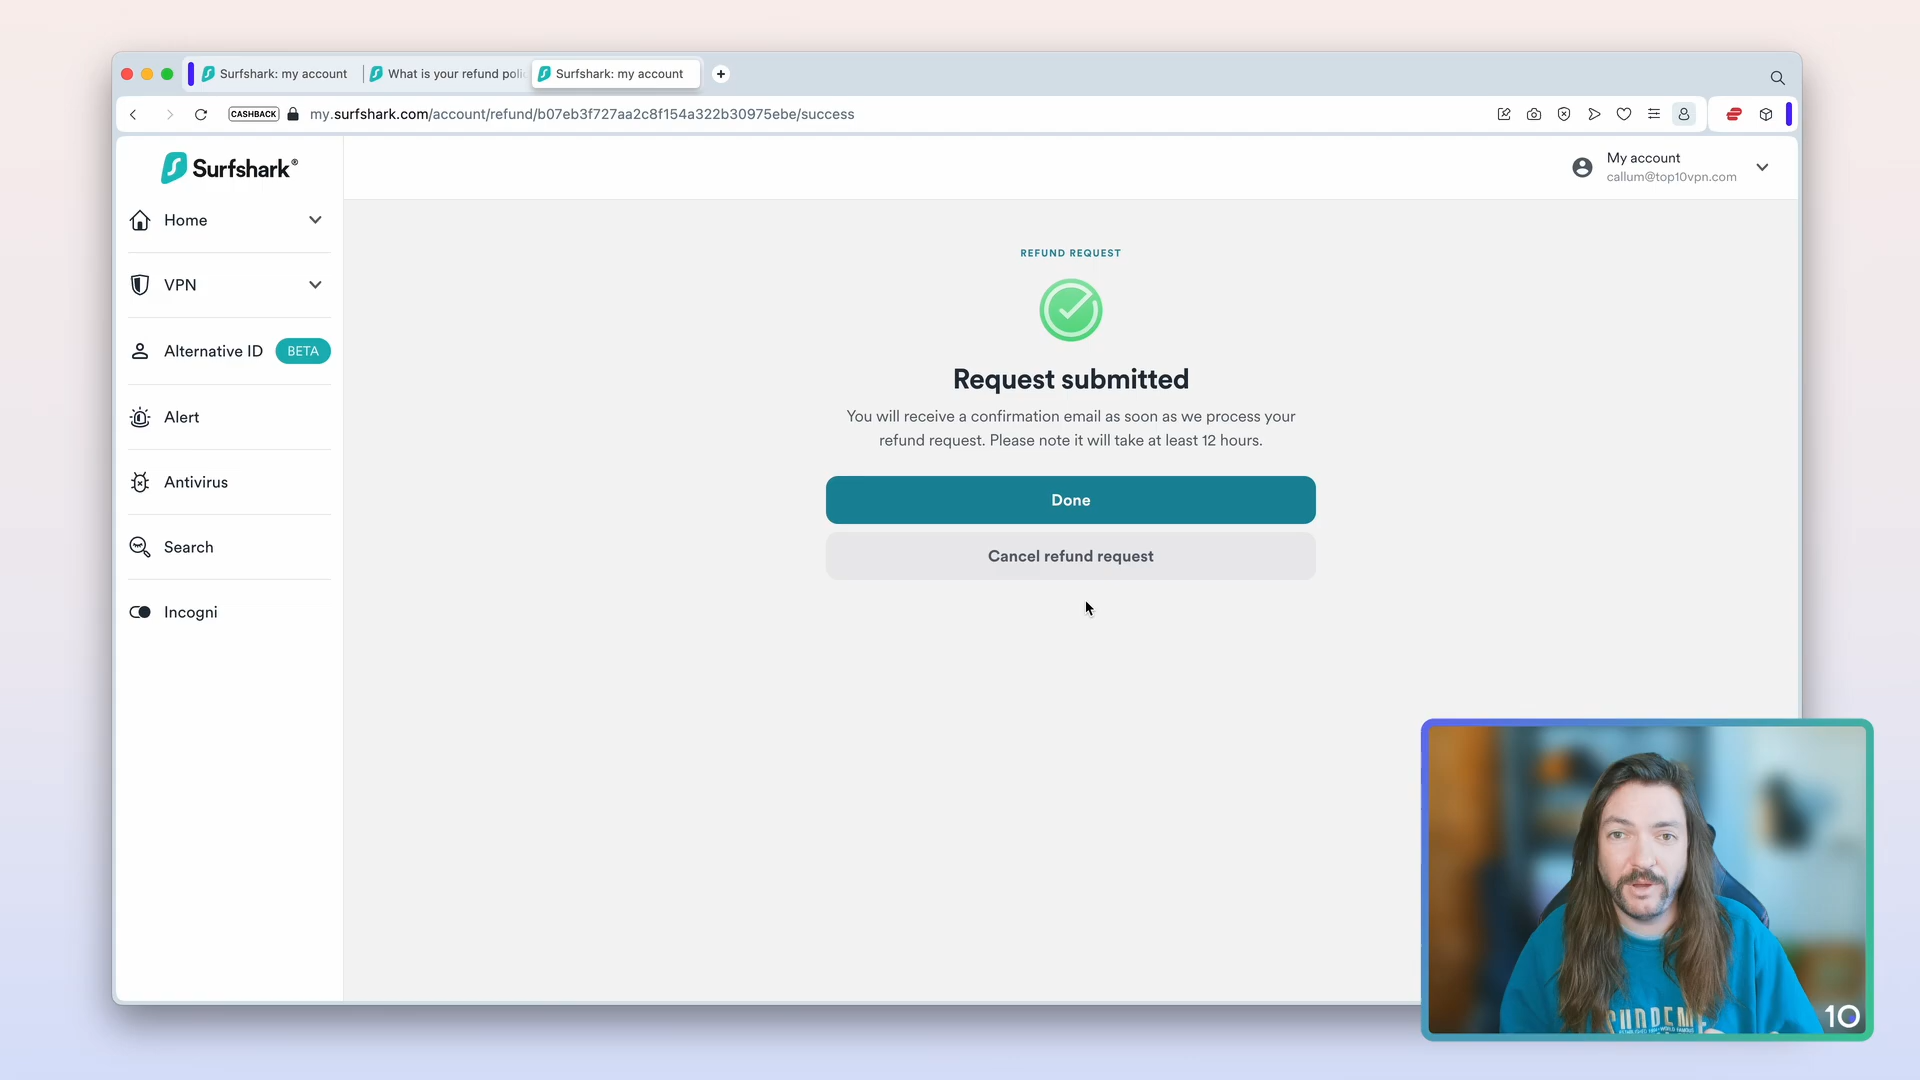 Surfshark: my account
What is your refund poli
Surfshark: my account
CASHBACK
my.surfshark.com/account/refund/b07eb3f727aa2c8f154a322b30975ebe/success
Surfshark®
My account
callum@top10vpn.com
Home
VPN
Alternative ID BETA
Alert
Antivirus
Search
Incogni
REFUND REQUEST
Request submitted
You will receive a confirmation email as soon as we process your
refund request. Please note it will take at least 12 hours.
Done
Cancel refund request
SUPREME
10